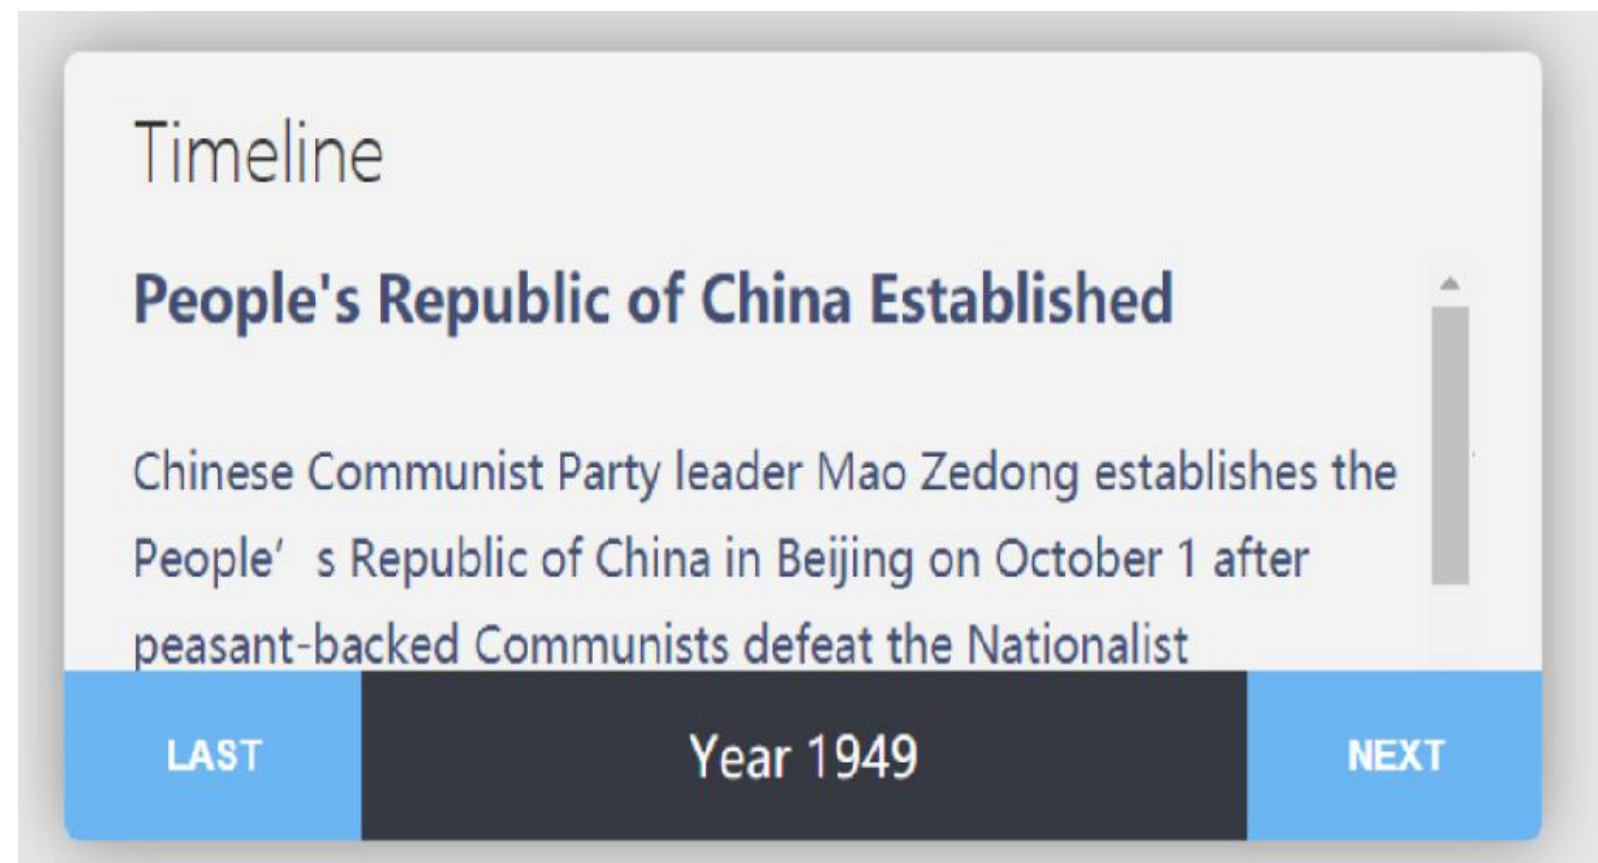 Timeline
People's Republic of China Established
Chinese Communist Party leader Mao Zedong establishes the
People’ s Republic of China in Beijing on October 1 after
peasant-backed Communists defeat the Nationalist
LAST
Year 1949
NEXT